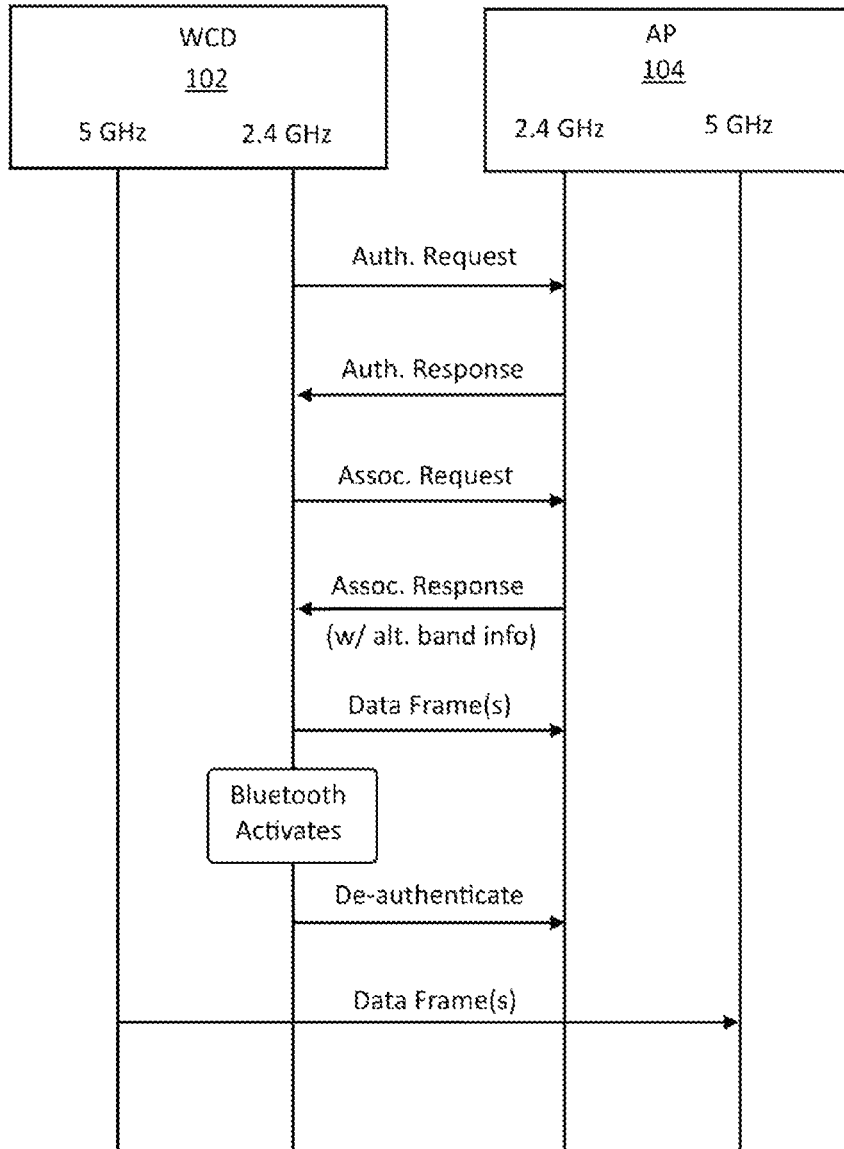 WCD
102
5 GHz 2.4 GHz
AP
104
2.4 GHz 5 GHz
Auth. Request
Auth. Response
Assoc. Request
Assoc. Response
(w/ alt. band info)
Data Frame(s)
Bluetooth
Activates
De-authenticate
Data Frame(s)